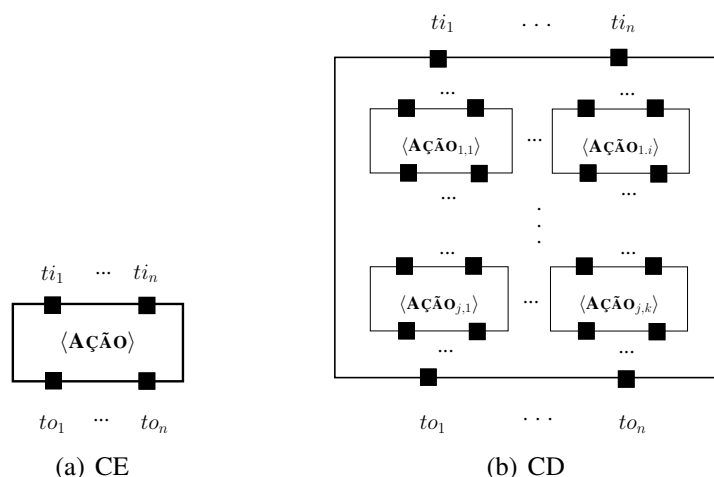 ti₁ ... tiₙ
⟨AÇÃO⟩
to₁ ... toₙ
(a) CE
ti₁ . . . tiₙ
... ...
⟨AÇÃO₁,₁⟩ ... ⟨AÇÃO₁.ᵢ⟩
... ...
. . .
... ...
⟨AÇÃOⱼ,₁⟩ ... ⟨AÇÃOⱼ,ₖ⟩
... ...
to₁ . . . toₙ
(b) CD